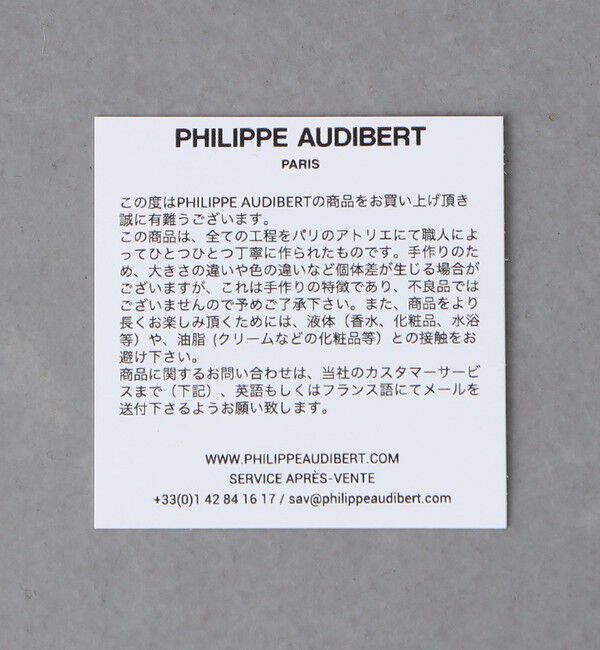 PHILIPPE AUDIBERT
PARIS
この度はPHILIPPE AUDIBERTの商品をお買い上げ頂き
誠に有難うございます。
この商品は、全ての工程をパリのアトリエにて職人によ
ってひとつひとつ丁寧に作られたものです。手作りのた
め、大きさの違いや色の違いなど個体差が生じる場合が
ございますが、これは手作りの特徴であり、不良品では
ございませんので予めご了承下さい。また、商品をより
長くお楽しみ頂くためには、液体（香水、化粧品、水浴
等）や、油脂 (クリームなどの化粧品等）との接触をお
避け下さい。
商品に関するお問い合わせは、当社のカスタマーサービ
スまで（下記）、英語もしくはフランス語にてメールを
送付下さるようお願い致します。
WWW.PHILIPPEAUDIBERT.COM
SERVICE APRÈS-VENTE
+33(0)1 42 84 16 17 / sav@philippeaudibert.com